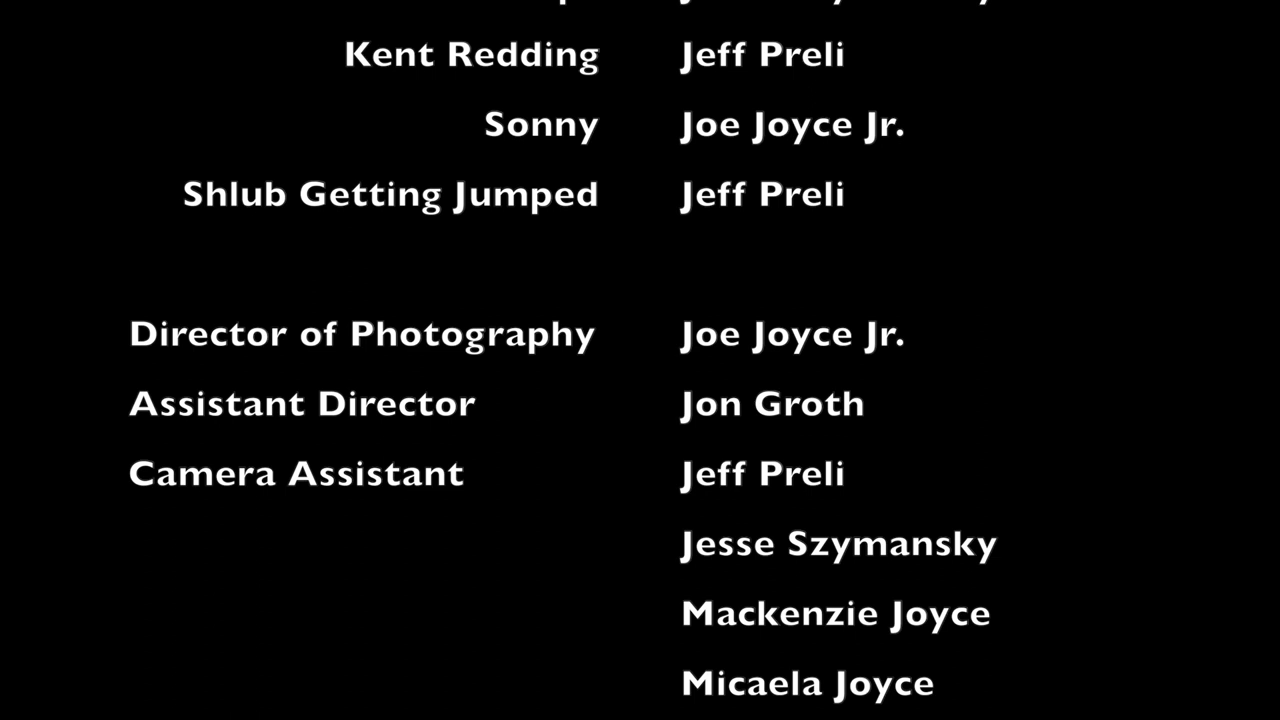 Kent Redding Jeff Preli
Sonny Joe Joyce Jr.
Shlub Getting Jumped Jeff Preli
Director of Photography Joe Joyce Jr.
Assistant Director Jon Groth
Camera Assistant Jeff Preli
Jesse Szymansky
Mackenzie Joyce
Micaela Joyce